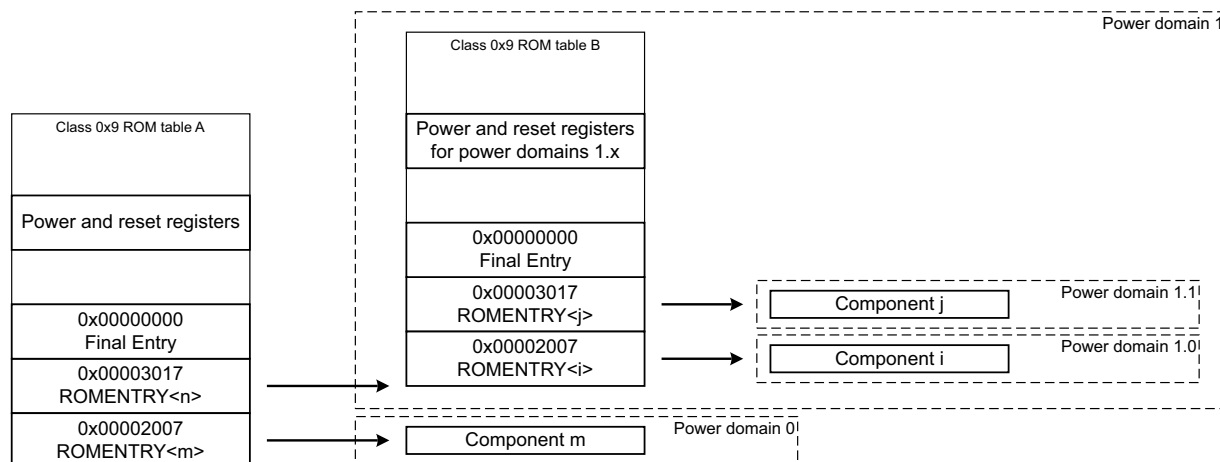 Power domain 1
Class 0x9 ROM table B
Power and reset registers
for power domains 1.x
0x00000000
Final Entry
0x00003017
ROMENTRY<j>
0x00002007
ROMENTRY<i>
Power domain 1.1
Component j
Power domain 1.0
Component i
Class 0x9 ROM table A
Power and reset registers
0x00000000
Final Entry
0x00003017
ROMENTRY<n>
0x00002007
ROMENTRY<m>
Power domain 0
Component m